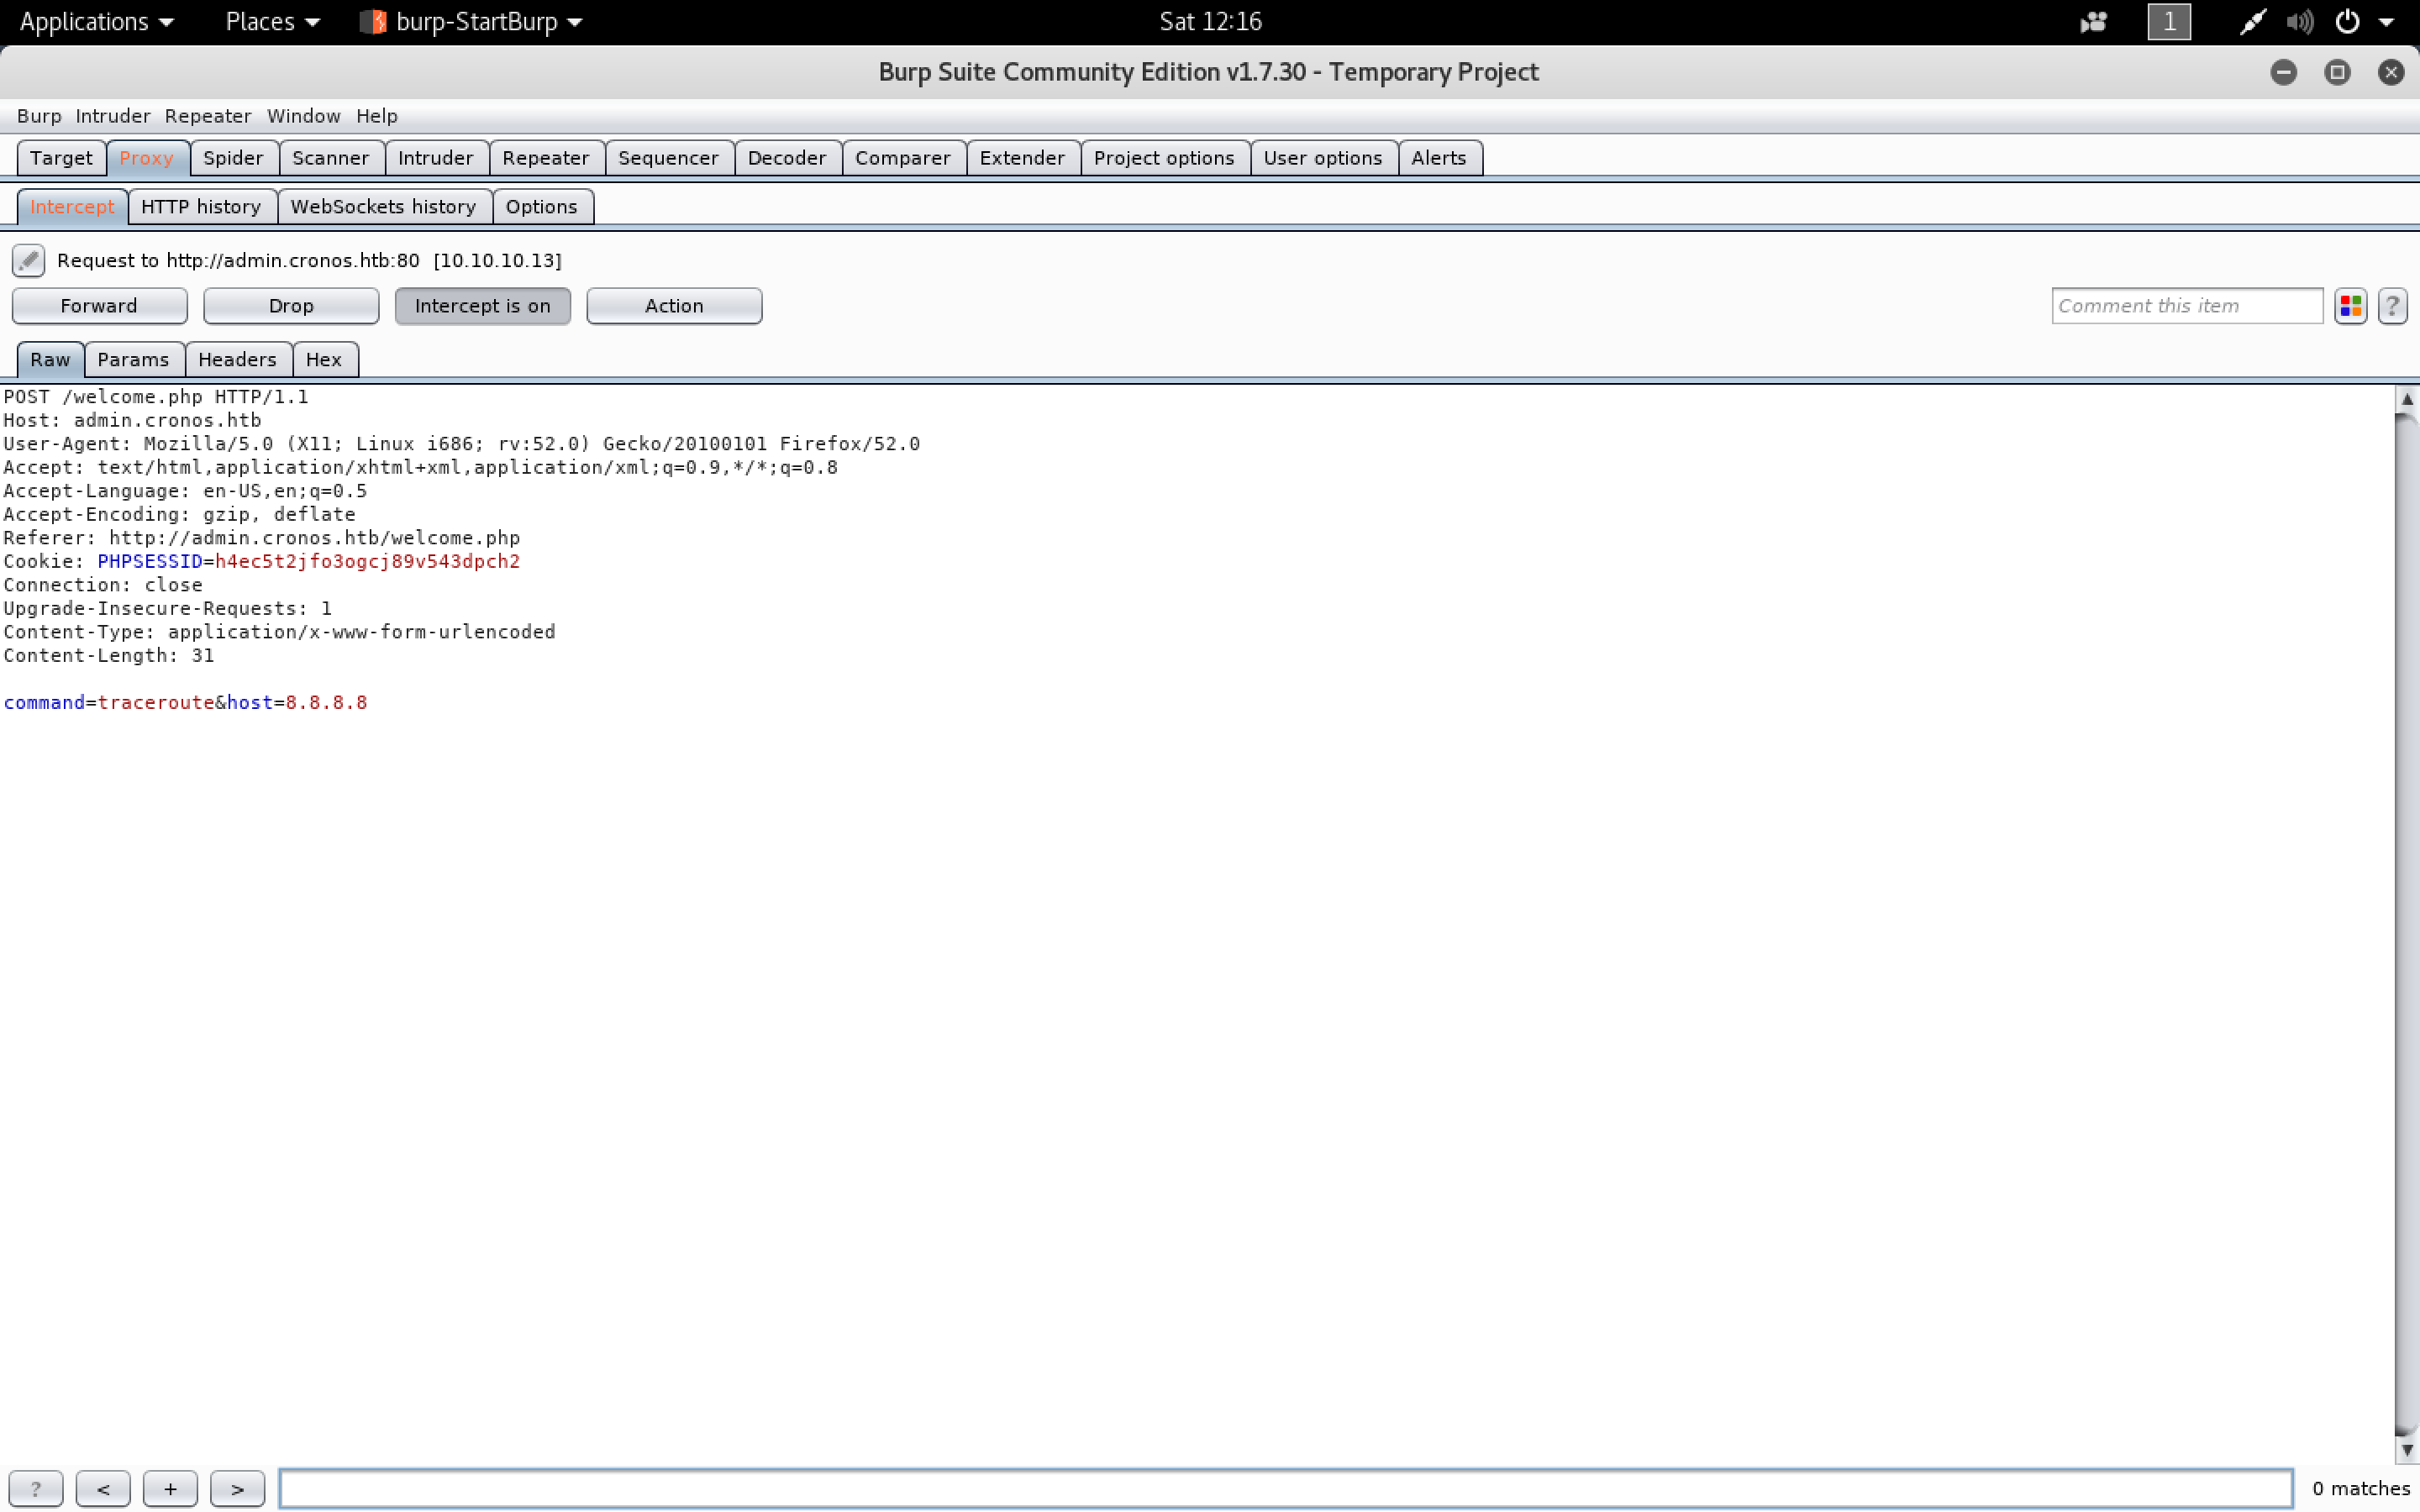 Applications Places burp-StartBurp Sat 12:16 1
Burp Suite Community Edition v1.7.30 - Temporary Project
Burp Intruder Repeater Window Help
Target Proxy Spider Scanner Intruder Repeater Sequencer Decoder Comparer Extender Project options User options Alerts
Intercept HTTP history WebSockets history Options
Request to http://admin.cronos.htb:80 [10.10.10.13]
Forward Drop Intercept is on Action Comment this item ?
Raw Params Headers Hex
POST /welcome.php HTTP/1.1
Host: admin.cronos.htb
User-Agent: Mozilla/5.0 (X11; Linux i686; rv:52.0) Gecko/20100101 Firefox/52.0
Accept: text/html,application/xhtml+xml,application/xml;q=0.9,*/*;q=0.8
Accept-Language: en-US,en;q=0.5
Accept-Encoding: gzip, deflate
Referer: http://admin.cronos.htb/welcome.php
Cookie: PHPSESSID=h4ec5t2jfo3ogcj89v543dpch2
Connection: close
Upgrade-Insecure-Requests: 1
Content-Type: application/x-www-form-urlencoded
Content-Length: 31
command=traceroute&host=8.8.8.8
? < + > 0 matches